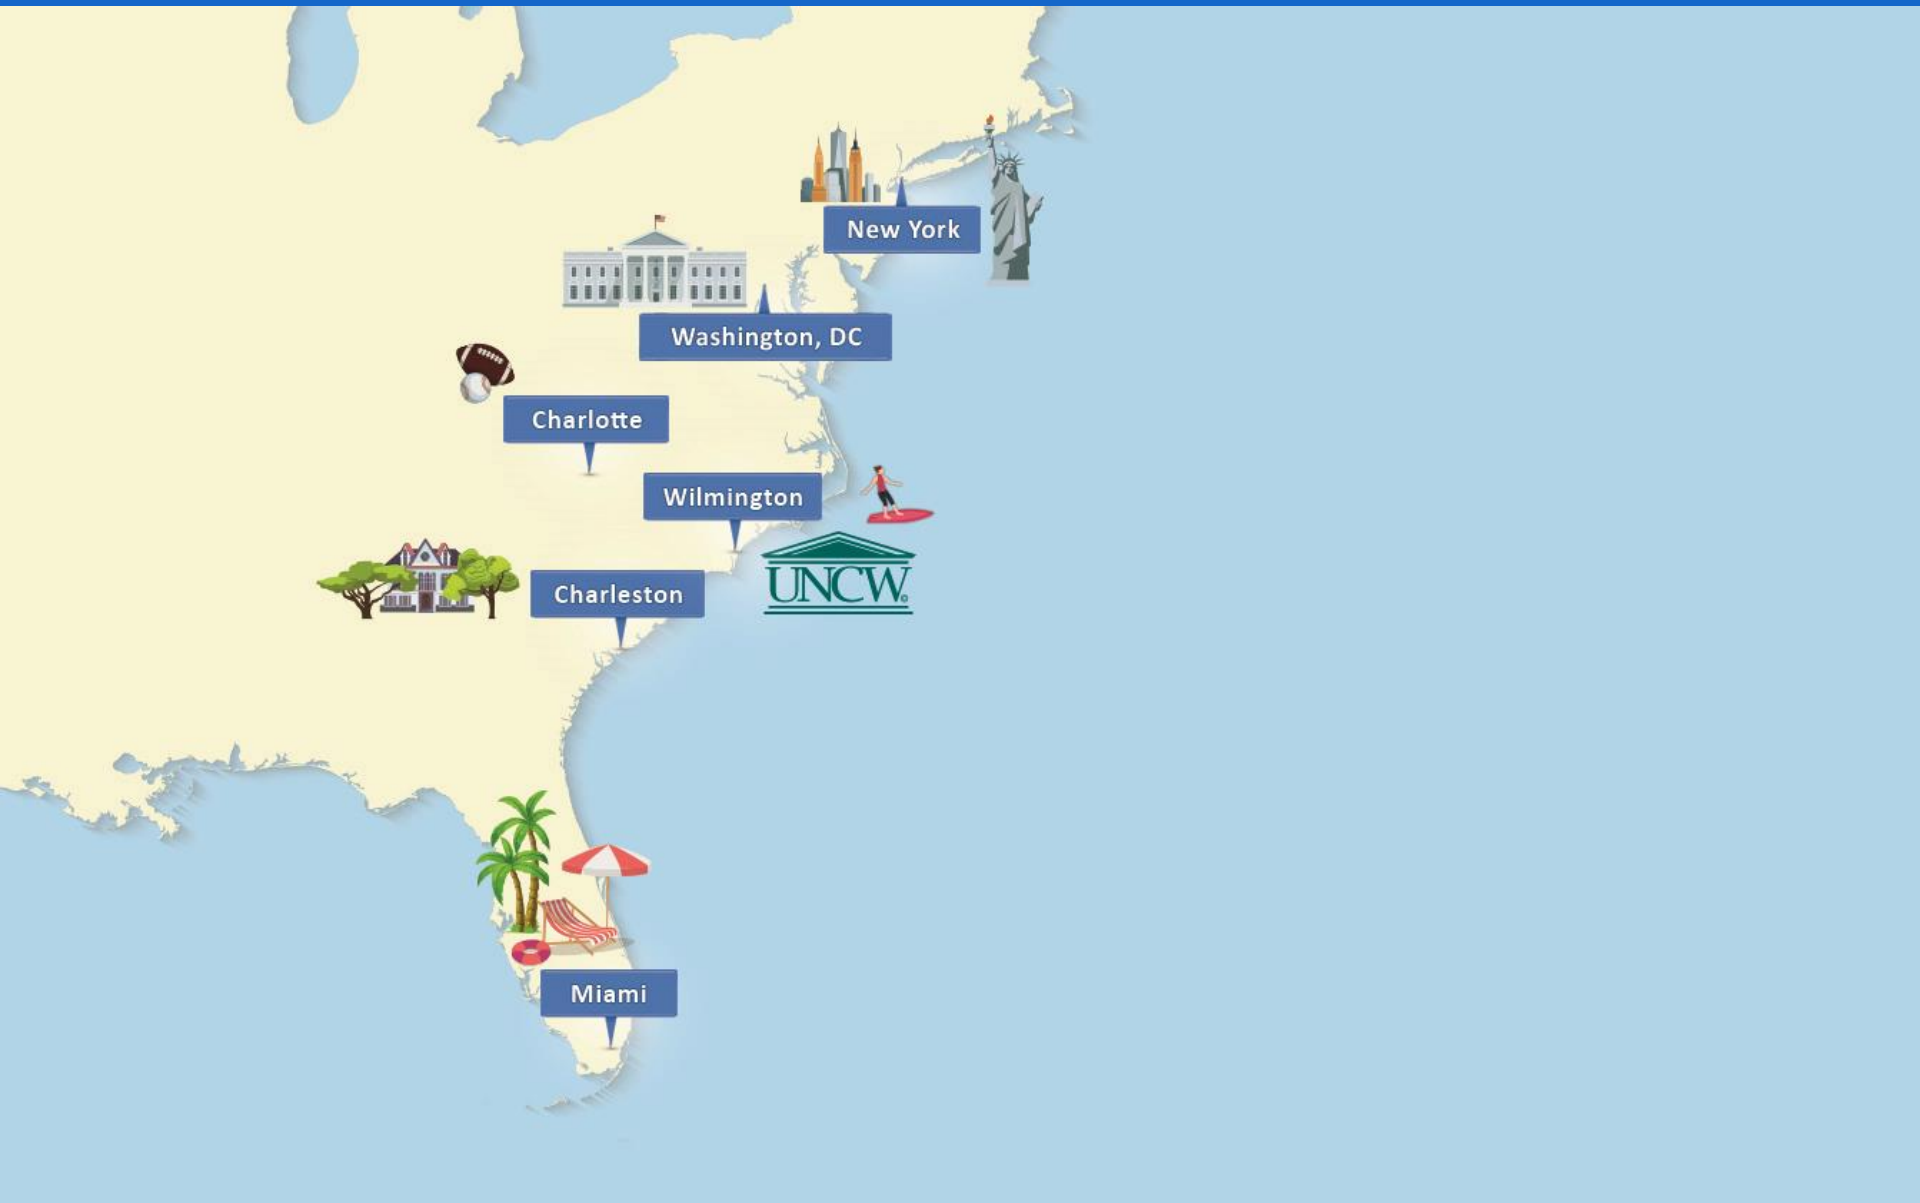 New York
Washington, DC
Charlotte
Wilmington
UNCW
Charleston
Miami